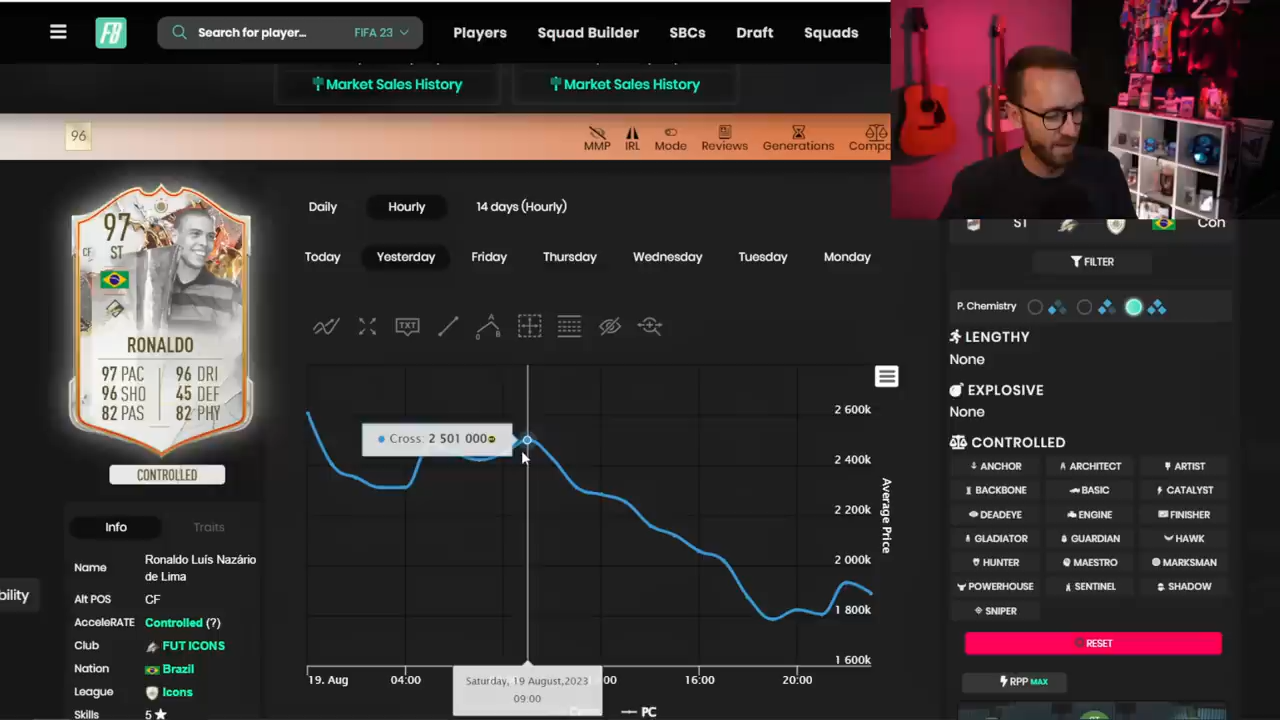 FB
Search for player...
FIFA 23
Players
Squad Builder
SBCs
Draft
Squads
Market Sales History
Market Sales History
96
MMP
IRL
Mode
Reviews
Generations
Compa
97
CF
ST
RONALDO
97 PAC
96 DRI
96 SHO
45 DEF
82 PAS
82 PHY
CONTROLLED
Info
Traits
Name
Ronaldo Luís Nazário
de Lima
Alt POS
CF
AcceleRATE
Controlled (?)
Club
FUT ICONS
Nation
Brazil
League
Icons
Skills
5★
bility
Daily
Hourly
14 days (Hourly)
Today
Yesterday
Friday
Thursday
Wednesday
Tuesday
Monday
TXT
A
0
B
Cross: 2 501 000
2 600k
2 400k
2 200k
2 000k
1 800k
1 600k
Average Price
19. Aug
04:00
:00
16:00
20:00
Saturday, 19 August,2023
09:00
PC
ST
Con
FILTER
P. Chemistry
LENGTHY
None
EXPLOSIVE
None
CONTROLLED
ANCHOR
ARCHITECT
ARTIST
BACKBONE
BASIC
CATALYST
DEADEYE
ENGINE
FINISHER
GLADIATOR
GUARDIAN
HAWK
HUNTER
MAESTRO
MARKSMAN
POWERHOUSE
SENTINEL
SHADOW
SNIPER
RESET
RPP MAX